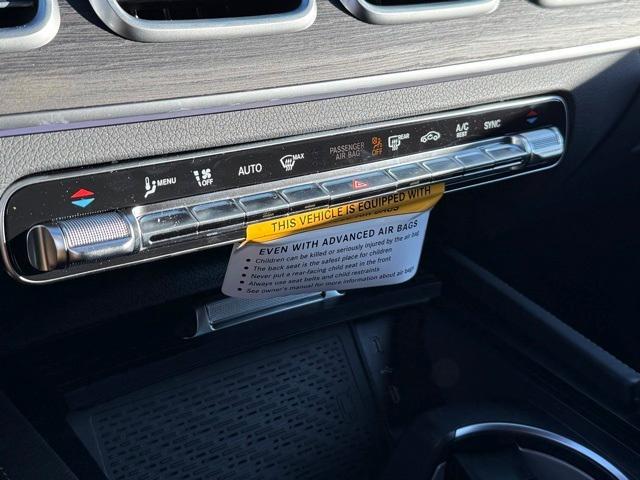 MENU
OFF
AUTO
MAX
PASSENGER
AIR BAG
OFF
REAR
A/C
REST
SYNC
THIS VEHICLE IS EQUIPPED WITH
AIR BAGS
EVEN WITH ADVANCED AIR BAGS
• Children can be killed or seriously injured by the air bag
• The back seat is the safest place for children
• Never put a rear-facing child seat in the front
• Always use seat belts and child restraints
• See owner's manual for more information about air bags